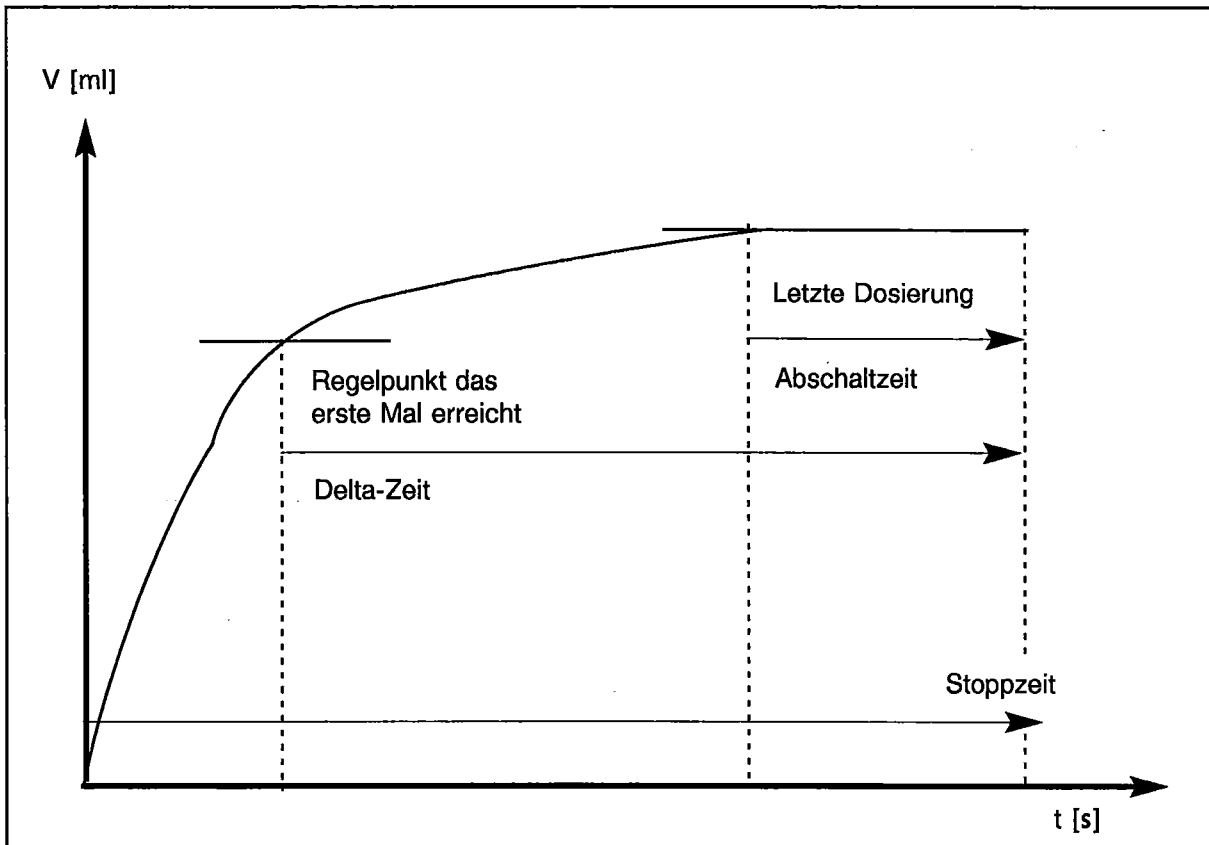 V [ml]
Letzte Dosierung
Regelpunkt das
erste Mal erreicht
Abschaltzeit
Delta-Zeit
Stoppzeit
t [s]